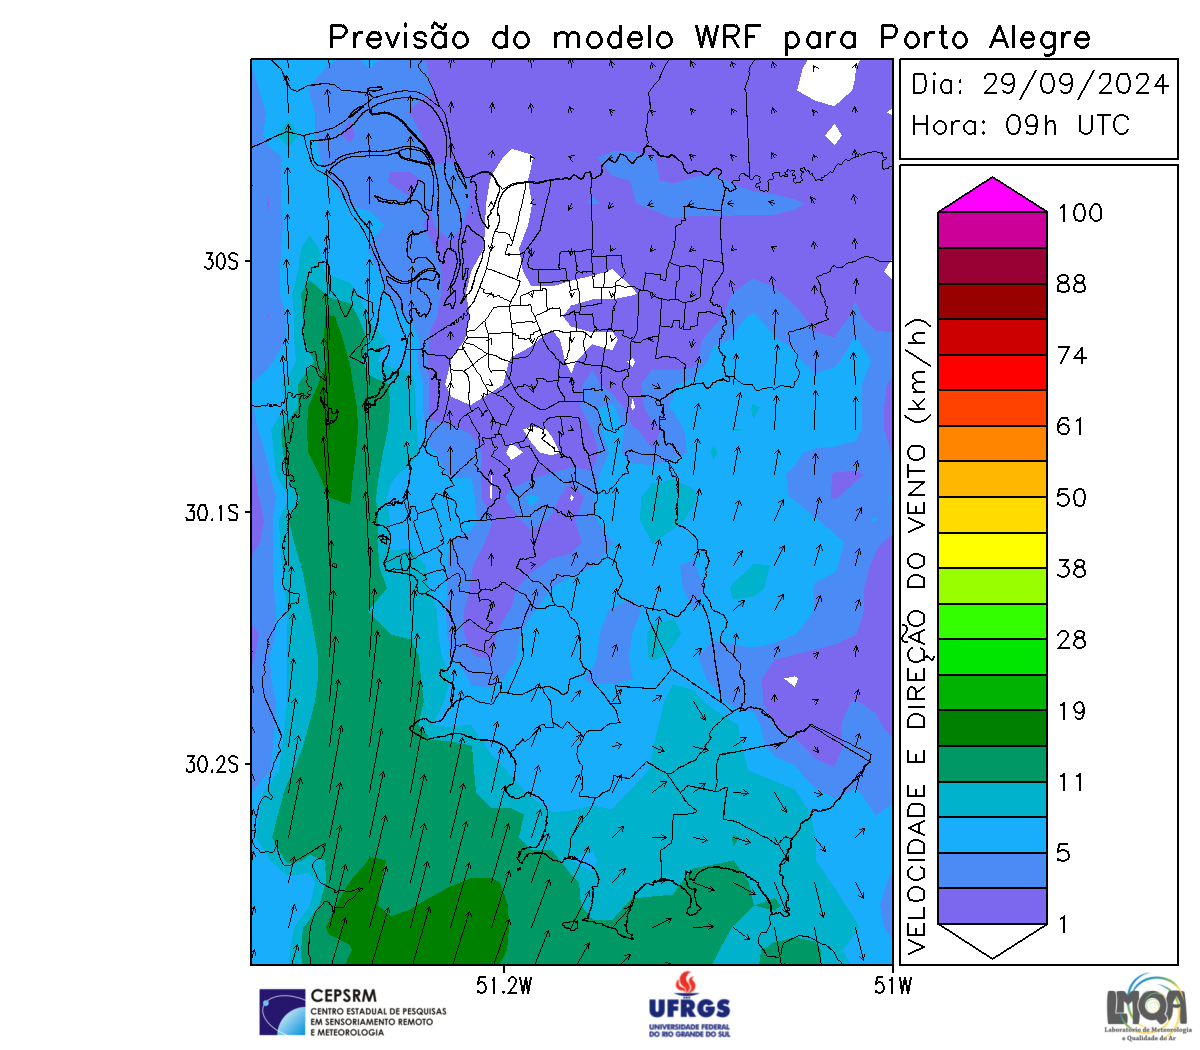 Previsão do modelo WRF para Porto Alegre
Dia: 29/09/2024
Hora: 09h UTC
30S
30.1S
30.2S
51.2W
51W
VELOCIDADE E DIREÇÃO DO VENTO (km/h)
100
88
74
61
50
38
28
19
11
5
1
CEPSRM
CENTRO ESTADUAL DE PESQUISAS
EM SENSORIAMENTO REMOTO
E METEOROLOGIA
UFRGS
UNIVERSIDADE FEDERAL
DO RIO GRANDE DO SUL
LMQA
Laboratório de Meteorologia
e Qualidade do Ar